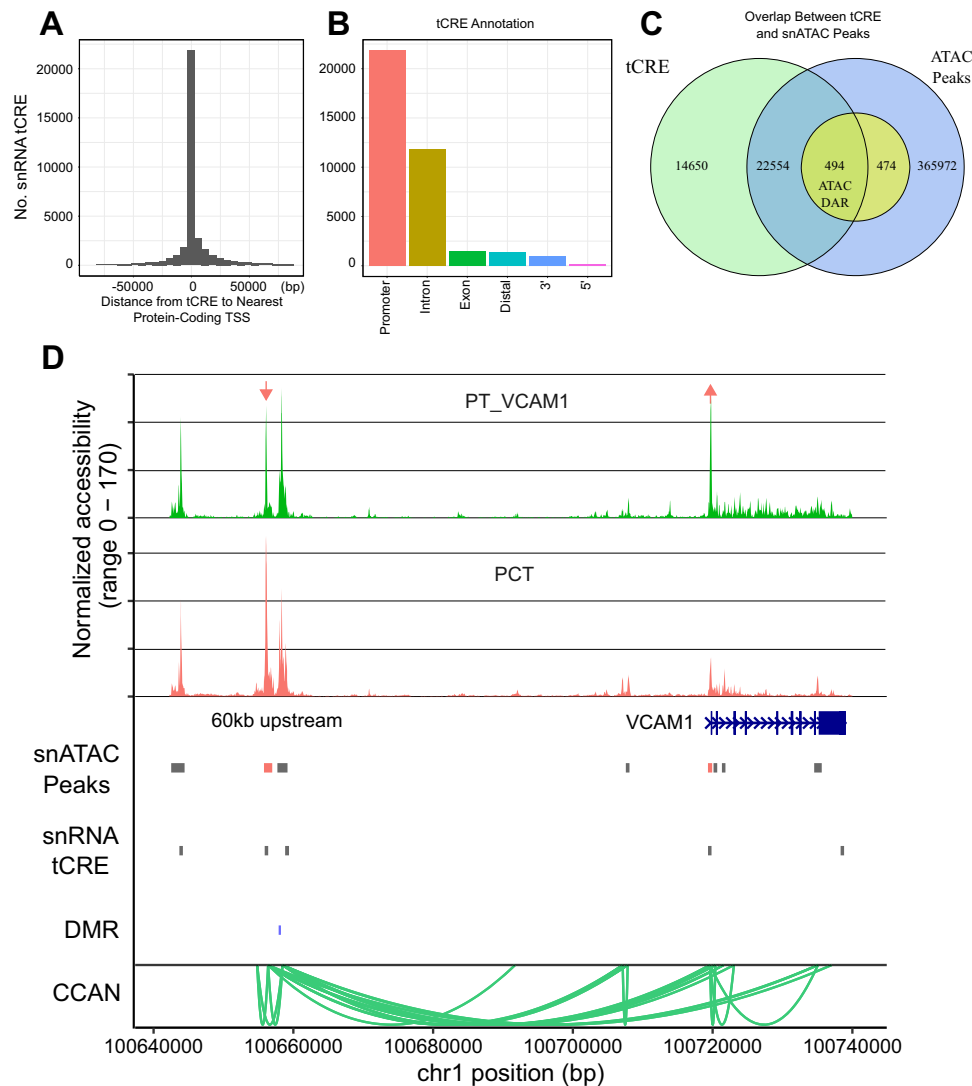 A
No. snRNA tCRE
20000
15000
10000
5000
0
-50000
0
50000
(bp)
Distance from tCRE to Nearest
Protein-Coding TSS
B
tCRE Annotation
20000
15000
10000
5000
0
Promoter
Intron
Exon
Distal
3'
5'
C
Overlap Between tCRE
and snATAC Peaks
tCRE
ATAC
Peaks
14650
22554
494
474
365972
ATAC
DAR
D
Normalized accessibility
(range 0 – 170)
PT_VCAM1
PCT
60kb upstream
VCAM1
snATAC
Peaks
snRNA
tCRE
DMR
CCAN
100640000
100660000
100680000
100700000
100720000
100740000
chr1 position (bp)